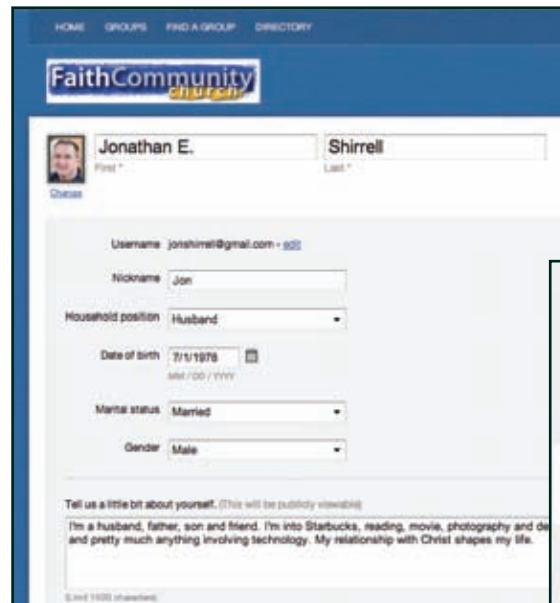 HOME GROUPS FIND A GROUP DIRECTORY
FaithCommunity
church
Jonathan E. Shirrell
First * Last *
Change
Username jonshirrell@gmail.com - edit
Nickname Jon
Household position Husband
Date of birth 7/1/1976
MM / DD / YYYY
Marital status Married
Gender Male
Tell us a little bit about yourself. (This will be publicly viewable)
I'm a husband, father, son and friend. I'm into Starbucks, reading, movie, photography and de
and pretty much anything involving technology. My relationship with Christ shapes my life.
(Limit 1000 characters)